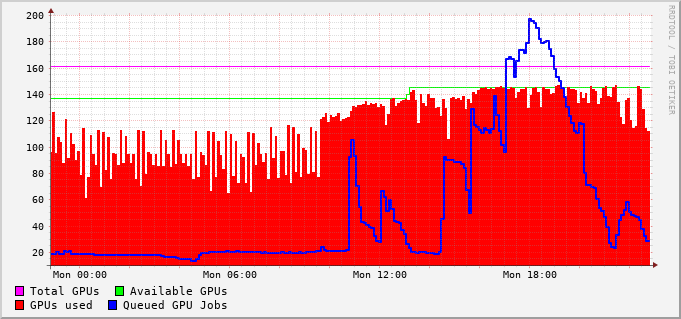 RRDTOOL / TOBI OETIKER
200
180
160
140
120
100
80
60
40
20
Mon 00:00 Mon 06:00 Mon 12:00 Mon 18:00
Total GPUs Available GPUs
GPUs used Queued GPU Jobs